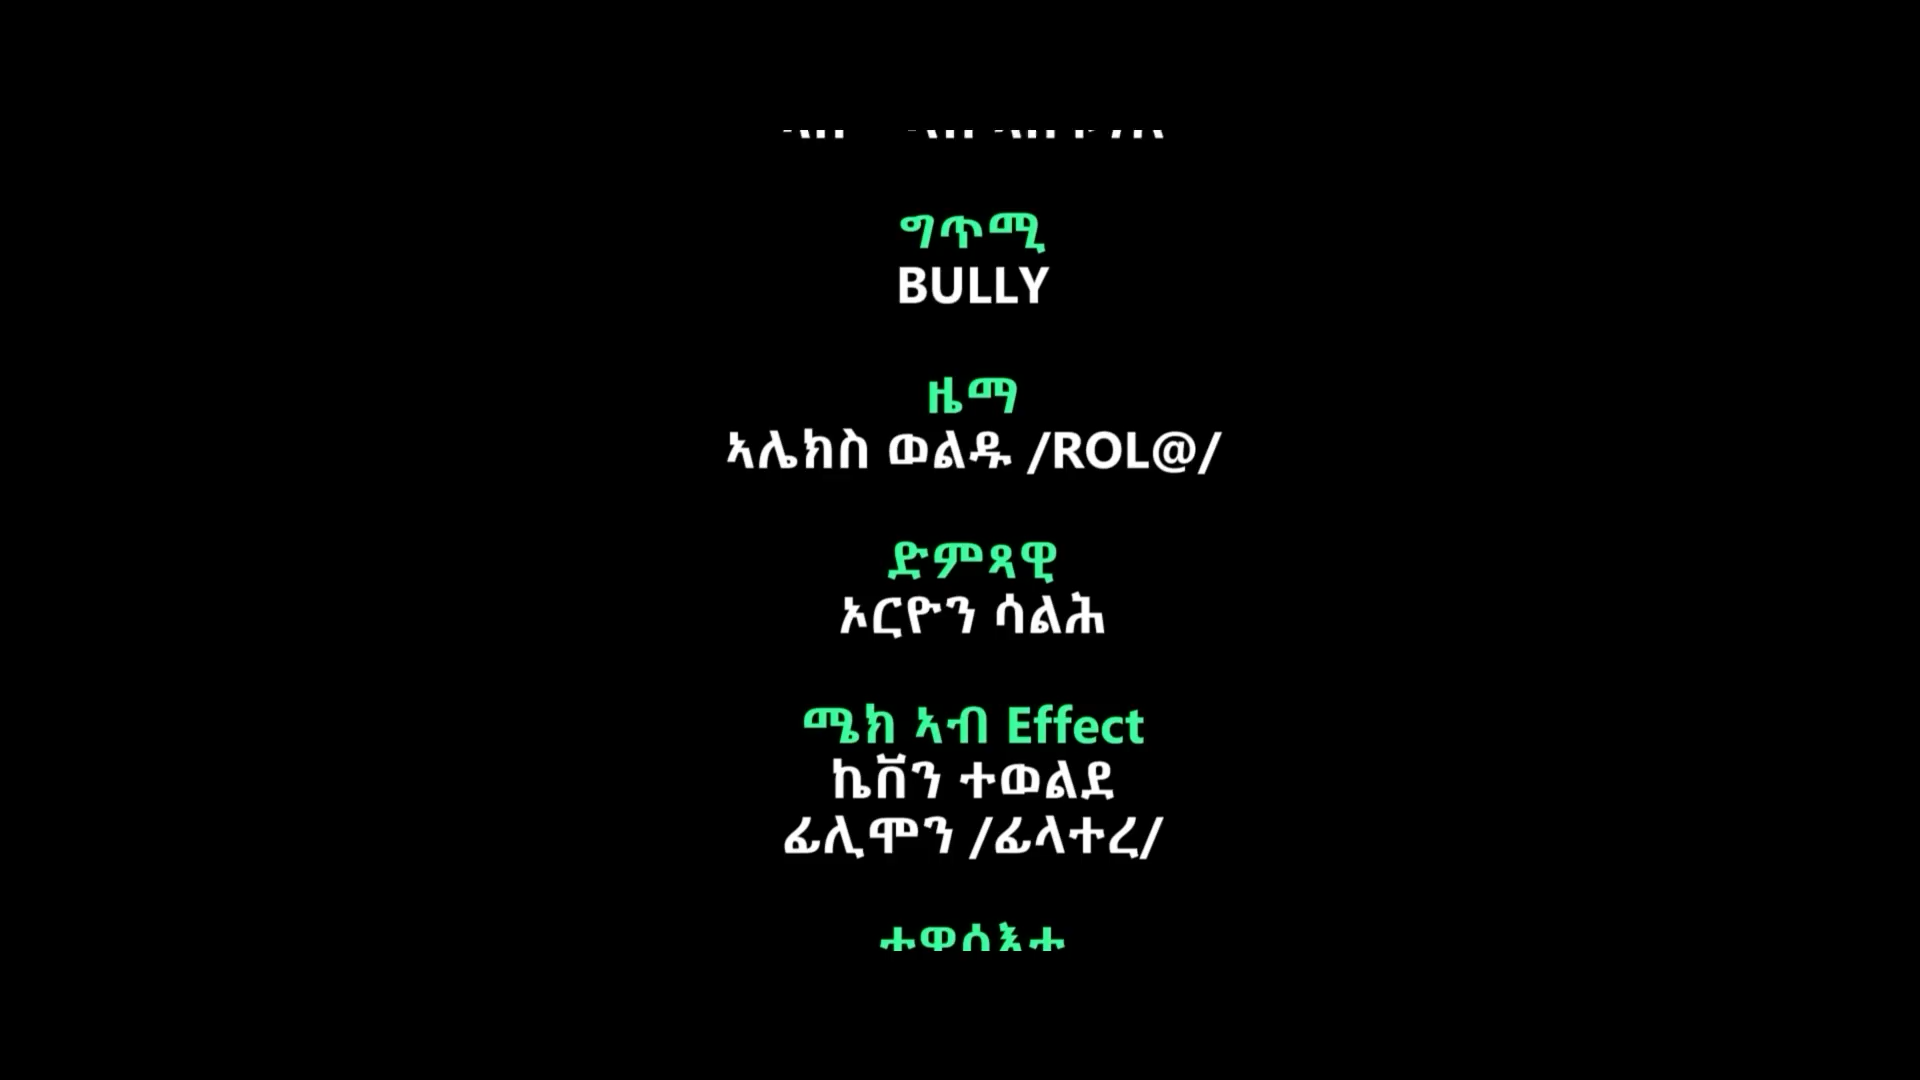 ግጥሚ
BULLY
ዜማ
ኣሌክስ ወልዱ /ROL@/
ድምጻዊ
ኦርዮን ሳልሕ
ሜክ ኣብ Effect
ኬቨን ተወልደ
ፊሊሞን /ፊላተረ/